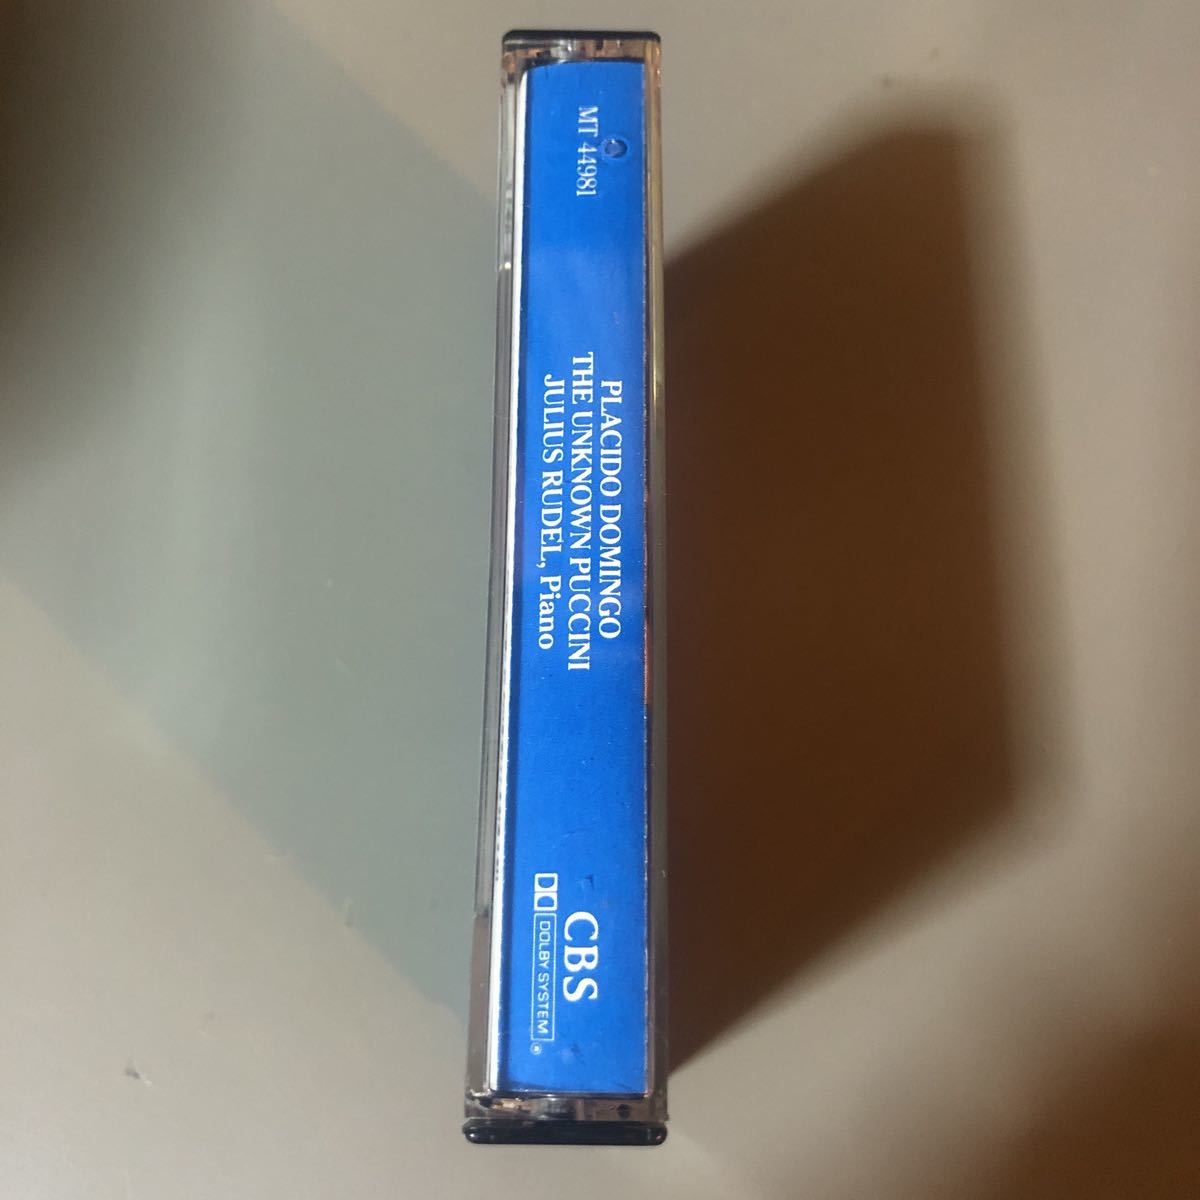 MT 44981
PLACIDO DOMINGO
THE UNKNOWN PUCCINI
JULIUS RUDEL, Piano
CBS
DOLBY SYSTEM ®